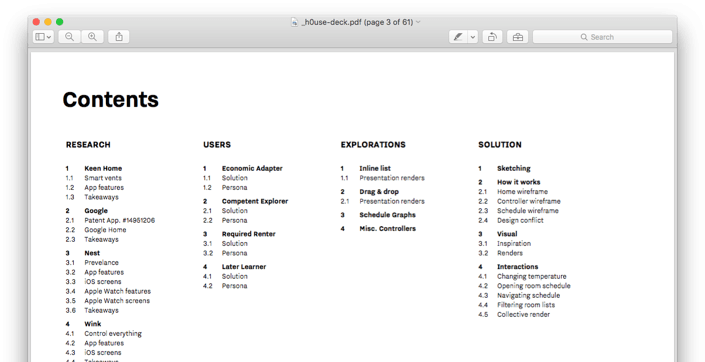 _h0use-deck.pdf (page 3 of 61)
Search
Contents
RESEARCH
1 Keen Home
1.1 Smart vents
1.2 App features
1.3 Takeaways
2 Google
2.1 Patent App. #14951206
2.2 Google Home
2.3 Takeaways
3 Nest
3.1 Prevelance
3.2 App features
3.3 iOS screens
3.4 Apple Watch features
3.5 Apple Watch screens
3.6 Takeaways
4 Wink
4.1 Control everything
4.2 App features
4.3 iOS screens
4.4 Takeaways
USERS
1 Economic Adapter
1.1 Solution
1.2 Persona
2 Competent Explorer
2.1 Solution
2.2 Persona
3 Required Renter
3.1 Solution
3.2 Persona
4 Later Learner
4.1 Solution
4.2 Persona
EXPLORATIONS
1 Inline list
1.1 Presentation renders
2 Drag & drop
2.1 Presentation renders
3 Schedule Graphs
4 Misc. Controllers
SOLUTION
1 Sketching
2 How it works
2.1 Home wireframe
2.2 Controller wireframe
2.3 Schedule wireframe
2.4 Design conflict
3 Visual
3.1 Inspiration
3.2 Renders
4 Interactions
4.1 Changing temperature
4.2 Opening room schedule
4.3 Navigating schedule
4.4 Filtering room lists
4.5 Collective render